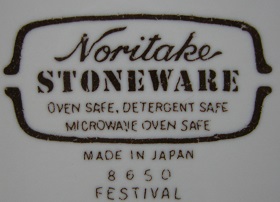 Noritake
STONEWARE
OVEN SAFE, DETERGENT SAFE
MICROWAVE OVEN SAFE
MADE IN JAPAN
8650
FESTIVAL